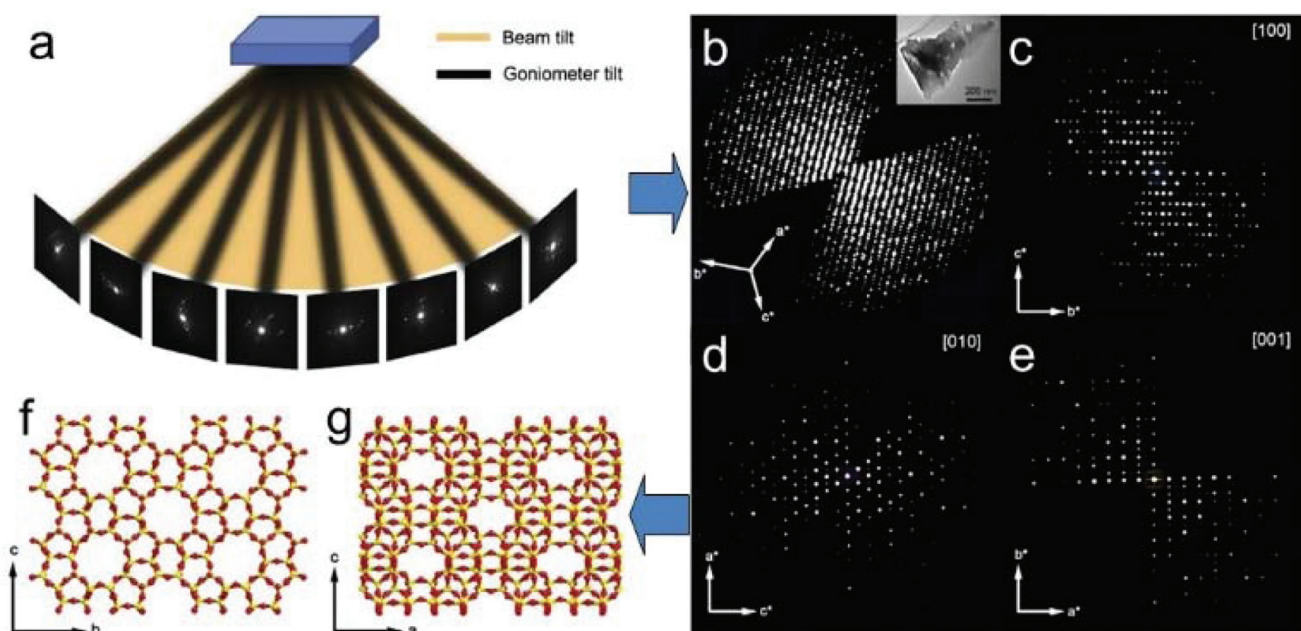 a
Beam tilt
Goniometer tilt
b
200 nm
a*
b*
c*
c
[100]
c*
b*
d
[010]
a*
c*
e
[001]
b*
a*
f
c
b
g
c
a